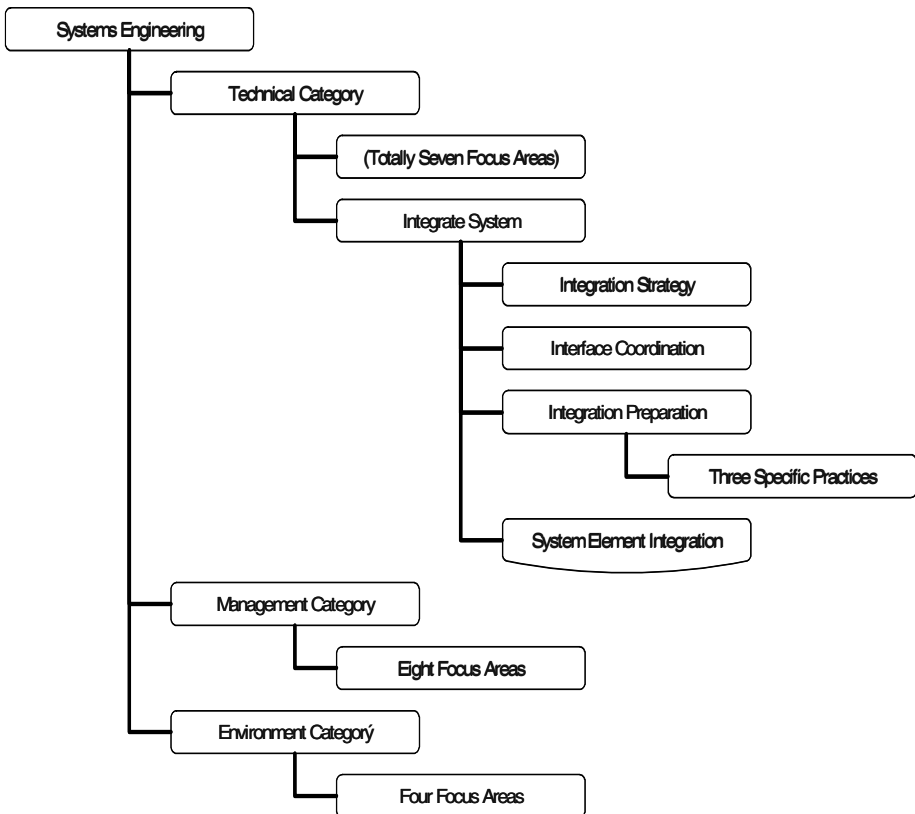 Systems Engineering
Technical Category
(Totally Seven Focus Areas)
Integrate System
Integration Strategy
Interface Coordination
Integration Preparation
Three Specific Practices
System Element Integration
Management Category
Eight Focus Areas
Environment Categorý
Four Focus Areas